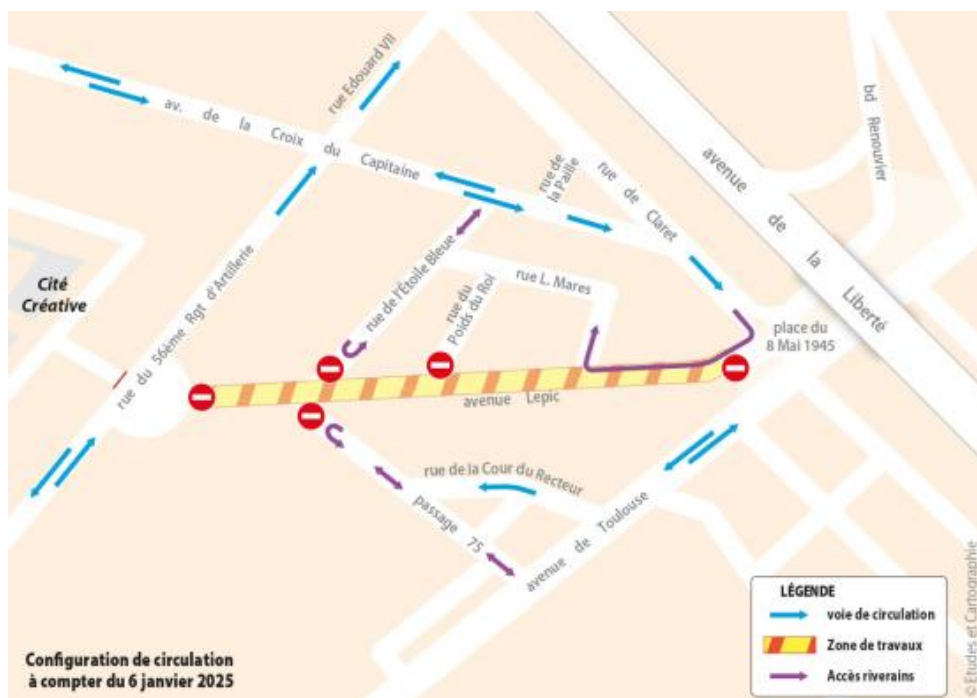 rue Edouard VII
av. de la Croix du Capitaine
rue de
la Paille
rue de Claret
avenue de la Liberté
bd Renouvier
Cité
Créative
rue du 56ème Rgt d'Artillerie
rue de l'Étoile Bleue
rue L. Mares
rue du
Poids du Roi
place du
8 Mai 1945
avenue Lepic
rue de la Cour du Recteur
passage 75
avenue de Toulouse
LÉGENDE
voie de circulation
Zone de travaux
Accès riverains
Configuration de circulation
à compter du 6 janvier 2025
Etudes et Cartographie